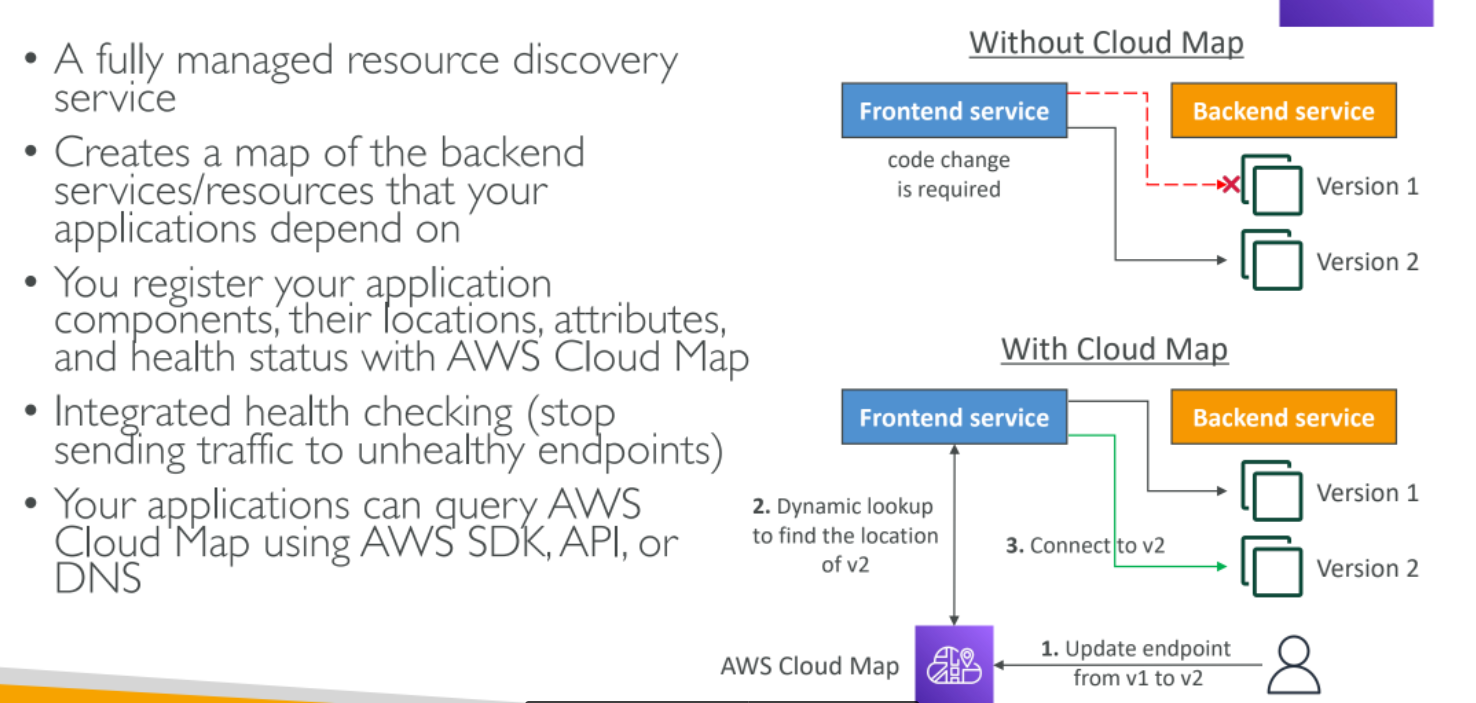 • A fully managed resource discovery
service
• Creates a map of the backend
services/resources that your
applications depend on
• You register your application
components, their locations, attributes,
and health status with AWS Cloud Map
• Integrated health checking (stop
sending traffic to unhealthy endpoints)
• Your applications can query AWS
Cloud Map using AWS SDK, API, or
DNS
Without Cloud Map
Frontend service
Backend service
code change
is required
Version 1
Version 2
With Cloud Map
Frontend service
Backend service
Version 1
2. Dynamic lookup
to find the location
of v2
3. Connect to v2
Version 2
AWS Cloud Map
1. Update endpoint
from v1 to v2